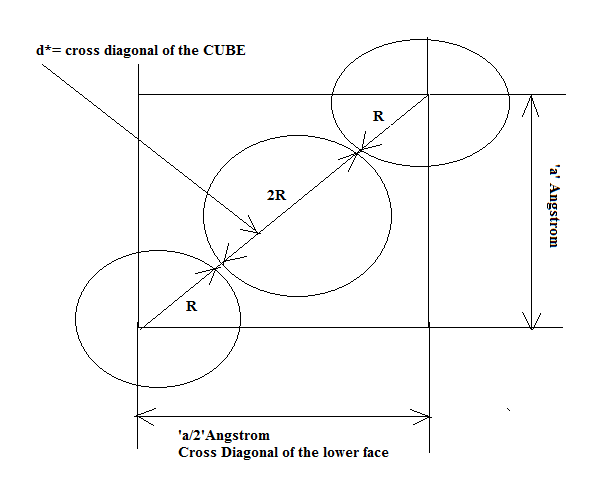 d*= cross diagonal of the CUBE
R
2R
R
'a' Angstrom
'a/2'Angstrom
Cross Diagonal of the lower face